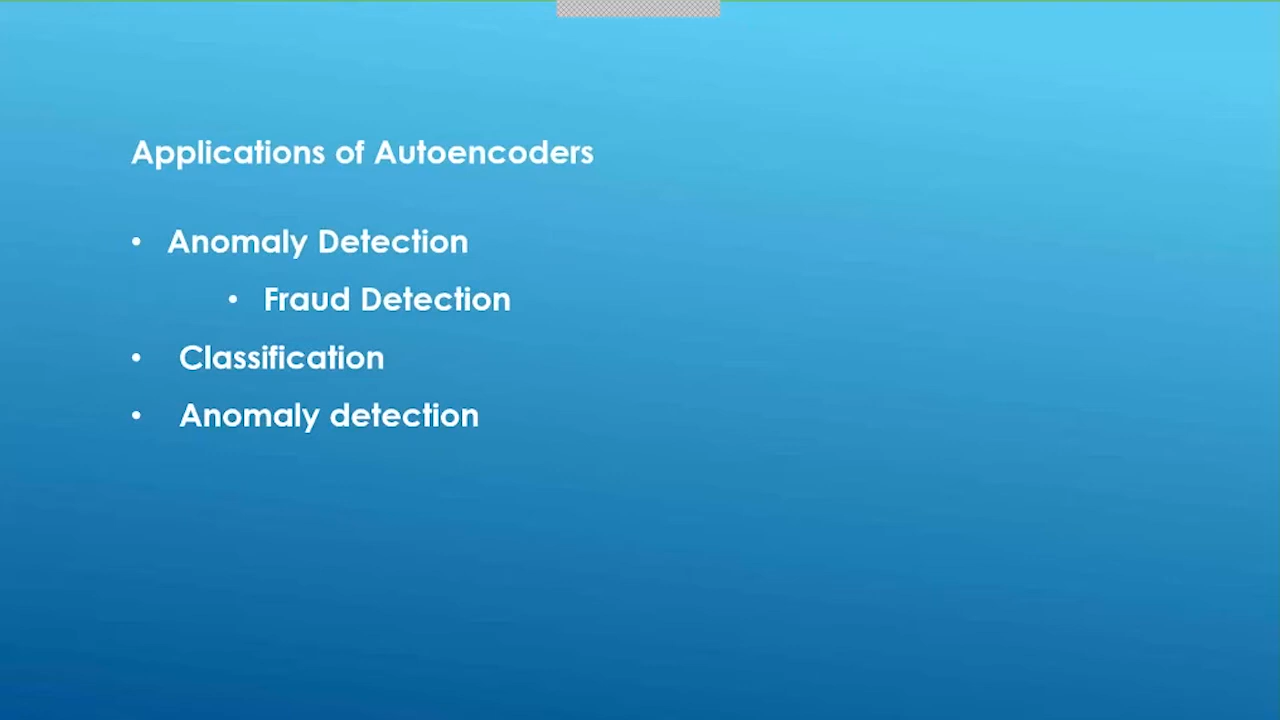 Applications of Autoencoders
• Anomaly Detection
• Fraud Detection
• Classification
• Anomaly detection